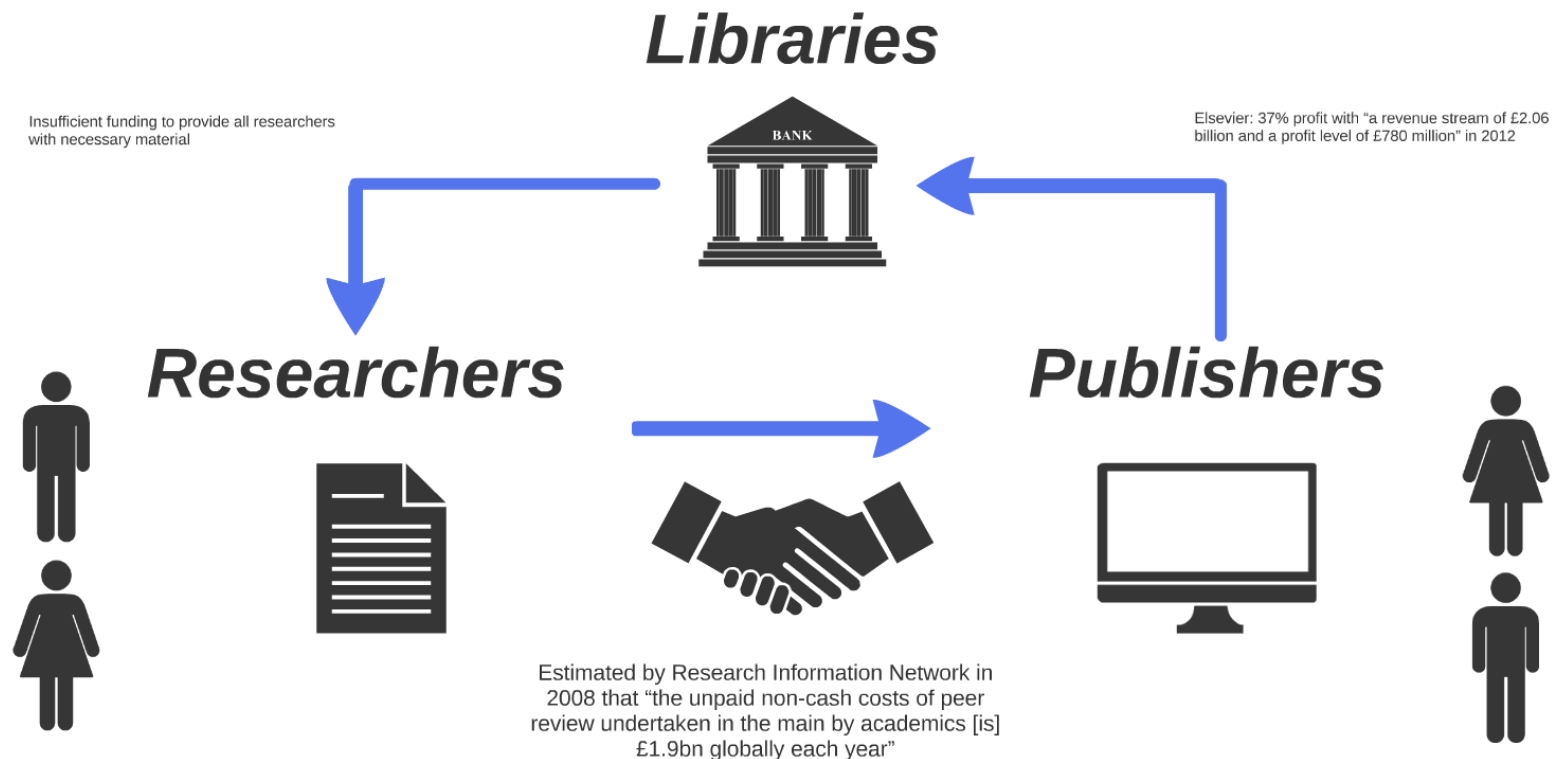 Libraries
Insufficient funding to provide all researchers
with necessary material
BANK
Elsevier: 37% profit with “a revenue stream of £2.06
billion and a profit level of £780 million” in 2012
Researchers
Publishers
Estimated by Research Information Network in
2008 that “the unpaid non-cash costs of peer
review undertaken in the main by academics [is]
£1.9bn globally each year”